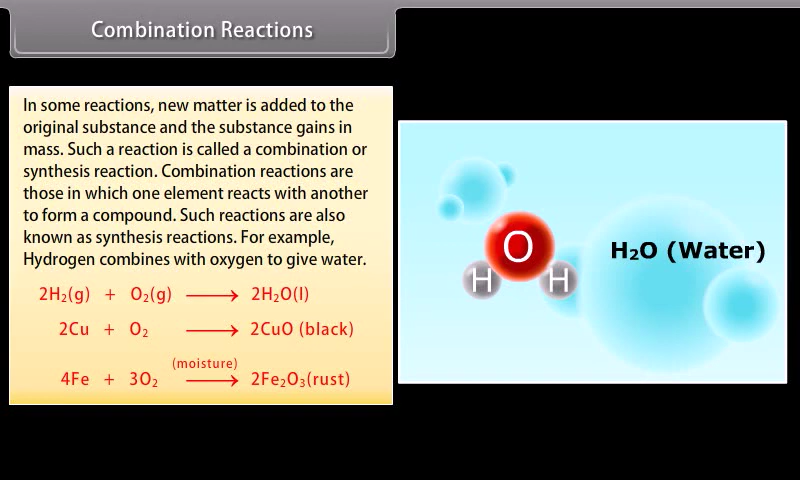 Combination Reactions
In some reactions, new matter is added to the
original substance and the substance gains in
mass. Such a reaction is called a combination or
synthesis reaction. Combination reactions are
those in which one element reacts with another
to form a compound. Such reactions are also
known as synthesis reactions. For example,
Hydrogen combines with oxygen to give water.
2H₂(g) + O₂(g) ⟶ 2H₂O(l)
2Cu + O₂ ⟶ 2CuO (black)
(moisture)
4Fe + 3O₂ ⟶ 2Fe₂O₃(rust)
O
H H
H₂O (Water)